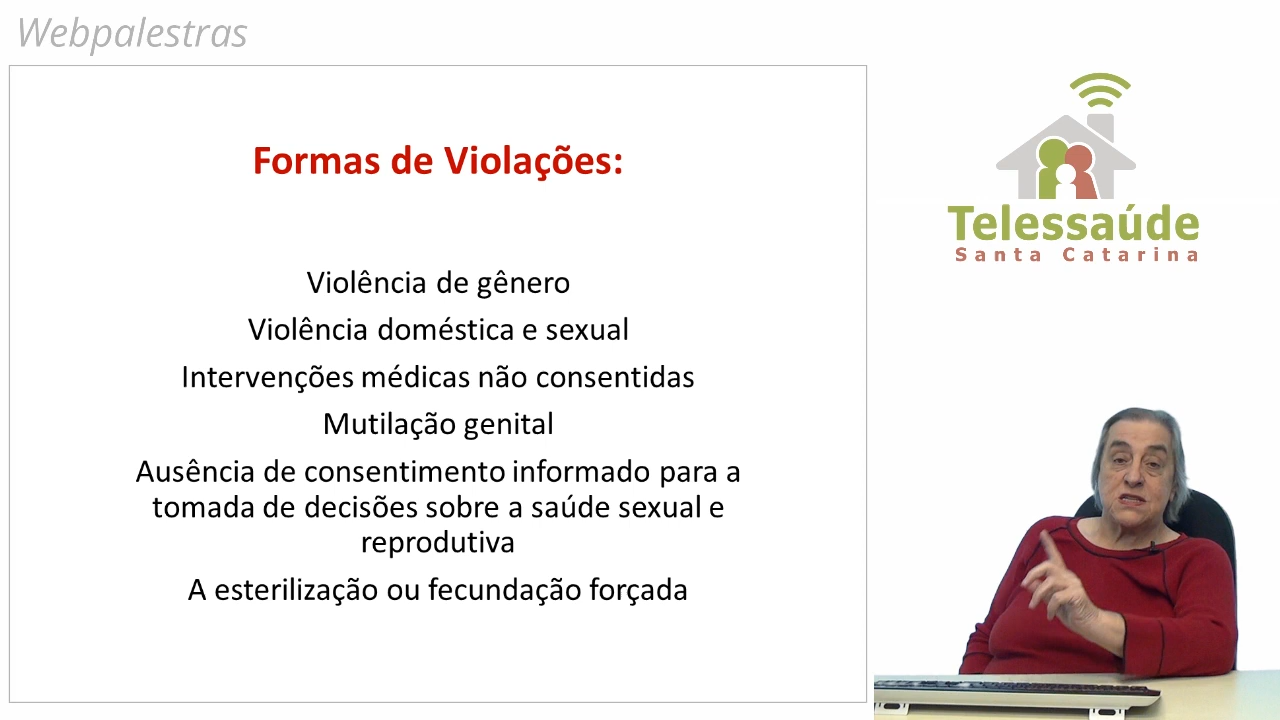 Webpalestras
Formas de Violações:
Violência de gênero
Violência doméstica e sexual
Intervenções médicas não consentidas
Mutilação genital
Ausência de consentimento informado para a
tomada de decisões sobre a saúde sexual e
reprodutiva
A esterilização ou fecundação forçada
Telessaúde
Santa Catarina